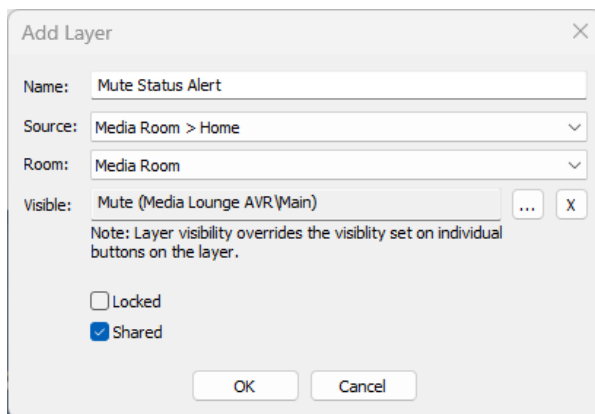 Add Layer
Name: Mute Status Alert
Source: Media Room > Home
Room: Media Room
Visible: Mute (Media Lounge AVR\Main) ... X
Note: Layer visibility overrides the visiblity set on individual
buttons on the layer.
Locked
Shared
OK Cancel